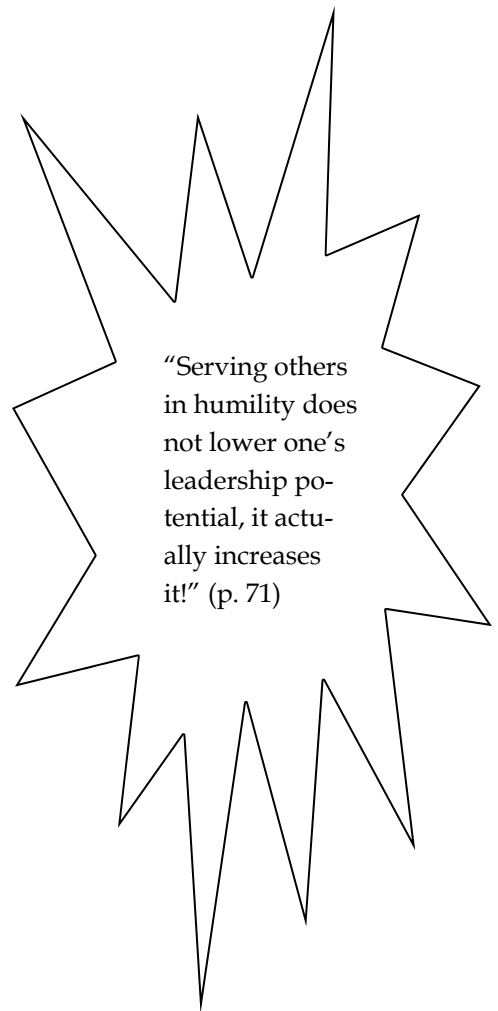 “Serving others
in humility does
not lower one’s
leadership po-
tential, it actu-
ally increases
it!” (p. 71)